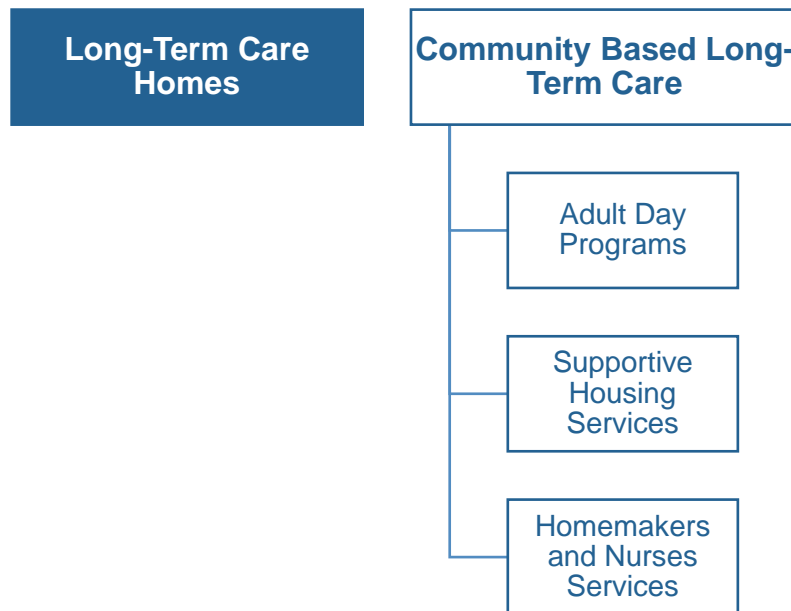 Long-Term Care
Homes
Community Based Long-
Term Care
Adult Day
Programs
Supportive
Housing
Services
Homemakers
and Nurses
Services